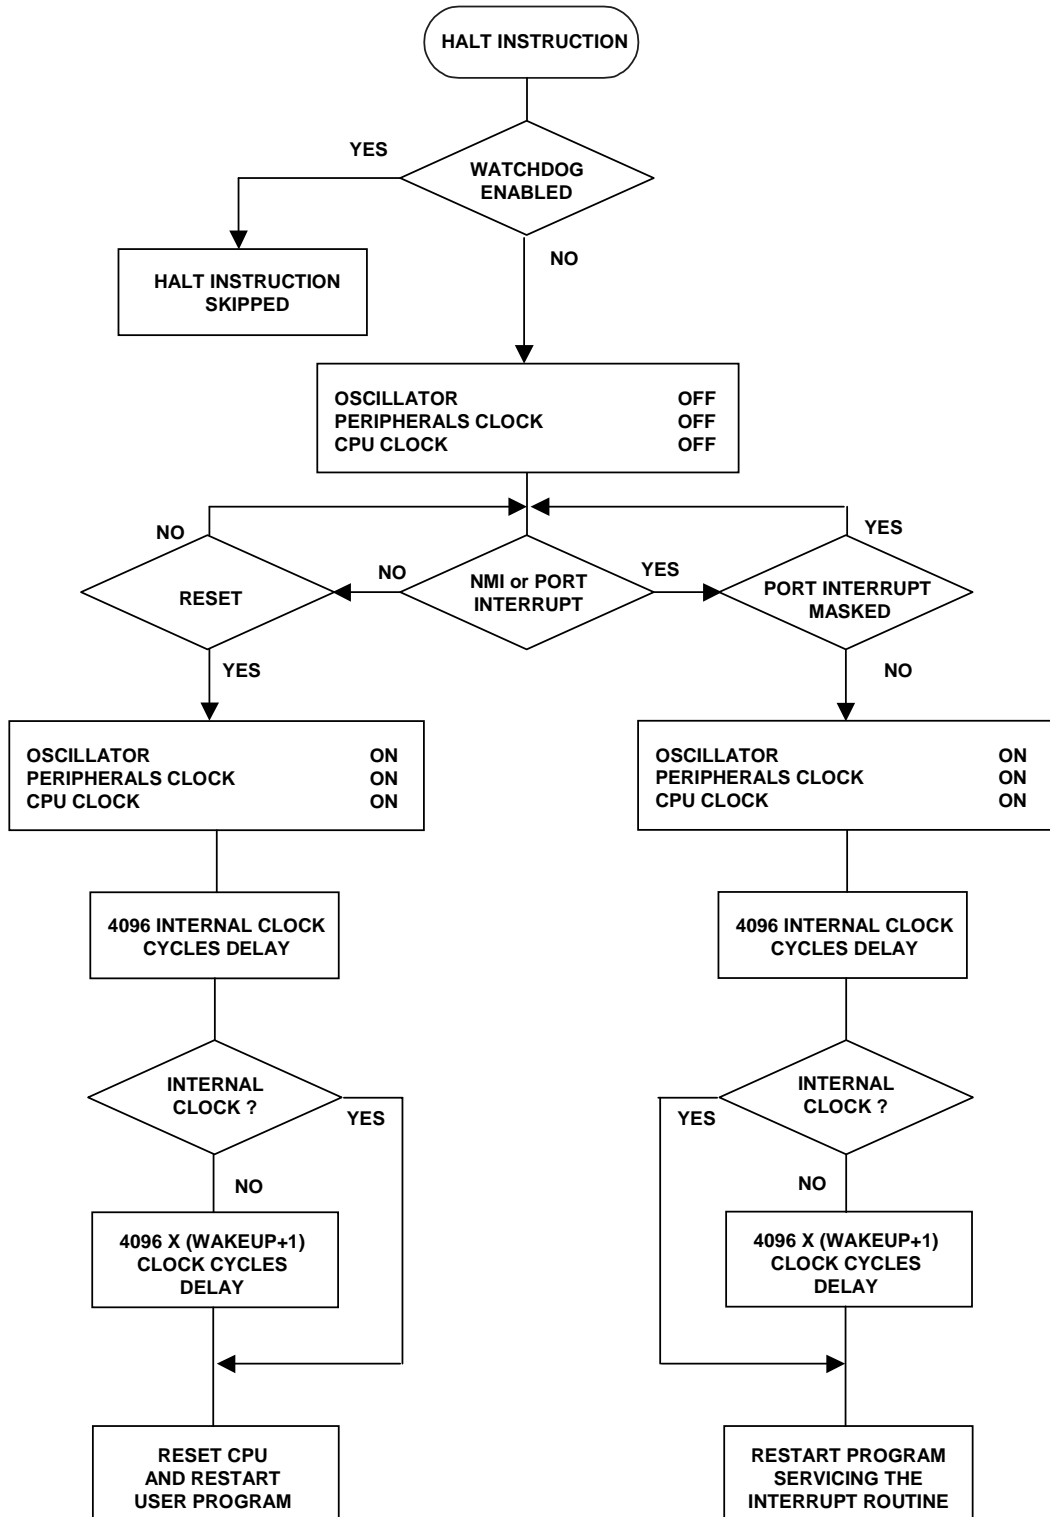 HALT INSTRUCTION
YES
WATCHDOG
ENABLED
NO
HALT INSTRUCTION
SKIPPED
OSCILLATOR OFF
PERIPHERALS CLOCK OFF
CPU CLOCK OFF
NO
YES
NO
YES
RESET
NMI or PORT
INTERRUPT
PORT INTERRUPT
MASKED
YES
NO
OSCILLATOR ON
PERIPHERALS CLOCK ON
CPU CLOCK ON
OSCILLATOR ON
PERIPHERALS CLOCK ON
CPU CLOCK ON
4096 INTERNAL CLOCK
CYCLES DELAY
4096 INTERNAL CLOCK
CYCLES DELAY
INTERNAL
CLOCK ?
YES
INTERNAL
CLOCK ?
YES
NO
NO
4096 X (WAKEUP+1)
CLOCK CYCLES
DELAY
4096 X (WAKEUP+1)
CLOCK CYCLES
DELAY
RESET CPU
AND RESTART
USER PROGRAM
RESTART PROGRAM
SERVICING THE
INTERRUPT ROUTINE